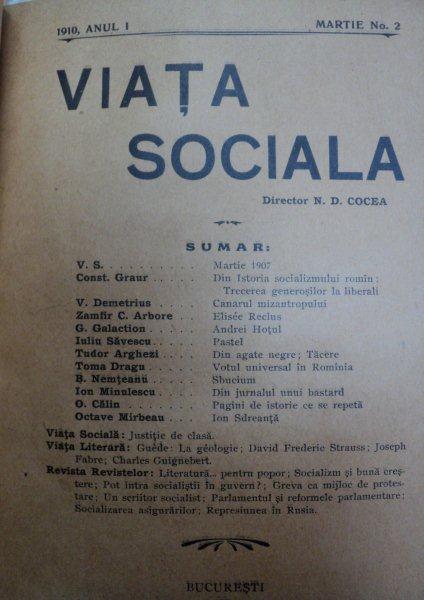 1910, ANUL I MARTIE No. 2
VIAȚA
SOCIALA
Director N. D. COCEA
SUMAR:
V. S. . . . . . . . . . . Martie 1907
Const. Graur . . . . . Din Istoria socializmului romîn:
Trecerea generoșilor la liberali
V. Demetrius . . . . Canarul mizantropului
Zamfir C. Arbore . . Elisée Reclus
G. Galaction . . . . Andrei Hoțul
Iuliu Săvescu . . . . Pastel
Tudor Arghezi . . . . Din agate negre; Tăcere
Toma Dragu . . . . Votul universal în Romînia
B. Nemțeanu . . . . Sbucium
Ion Minulescu . . . . Din jurnalul unui bastard
O. Călin . . . . . Pagini de istorie ce se repetă
Octave Mirbeau . . . Ion Sdreanță
Viața Socială: Justiție de clasă.
Viața Literară: Guède: La géologie; David Frederic Strauss; Joseph
Fabre; Charles Guignebert.
Revista Revistelor: Literatură... pentru popor; Socializm și bună creș-
tere; Pot intra socialiștii în guvern?; Greva ca mijloc de protes-
tare; Un scriitor socialist; Parlamentul și reformele parlamentare;
Socializarea asigurărilor; Represiunea în Rusia.
BUCUREȘTI